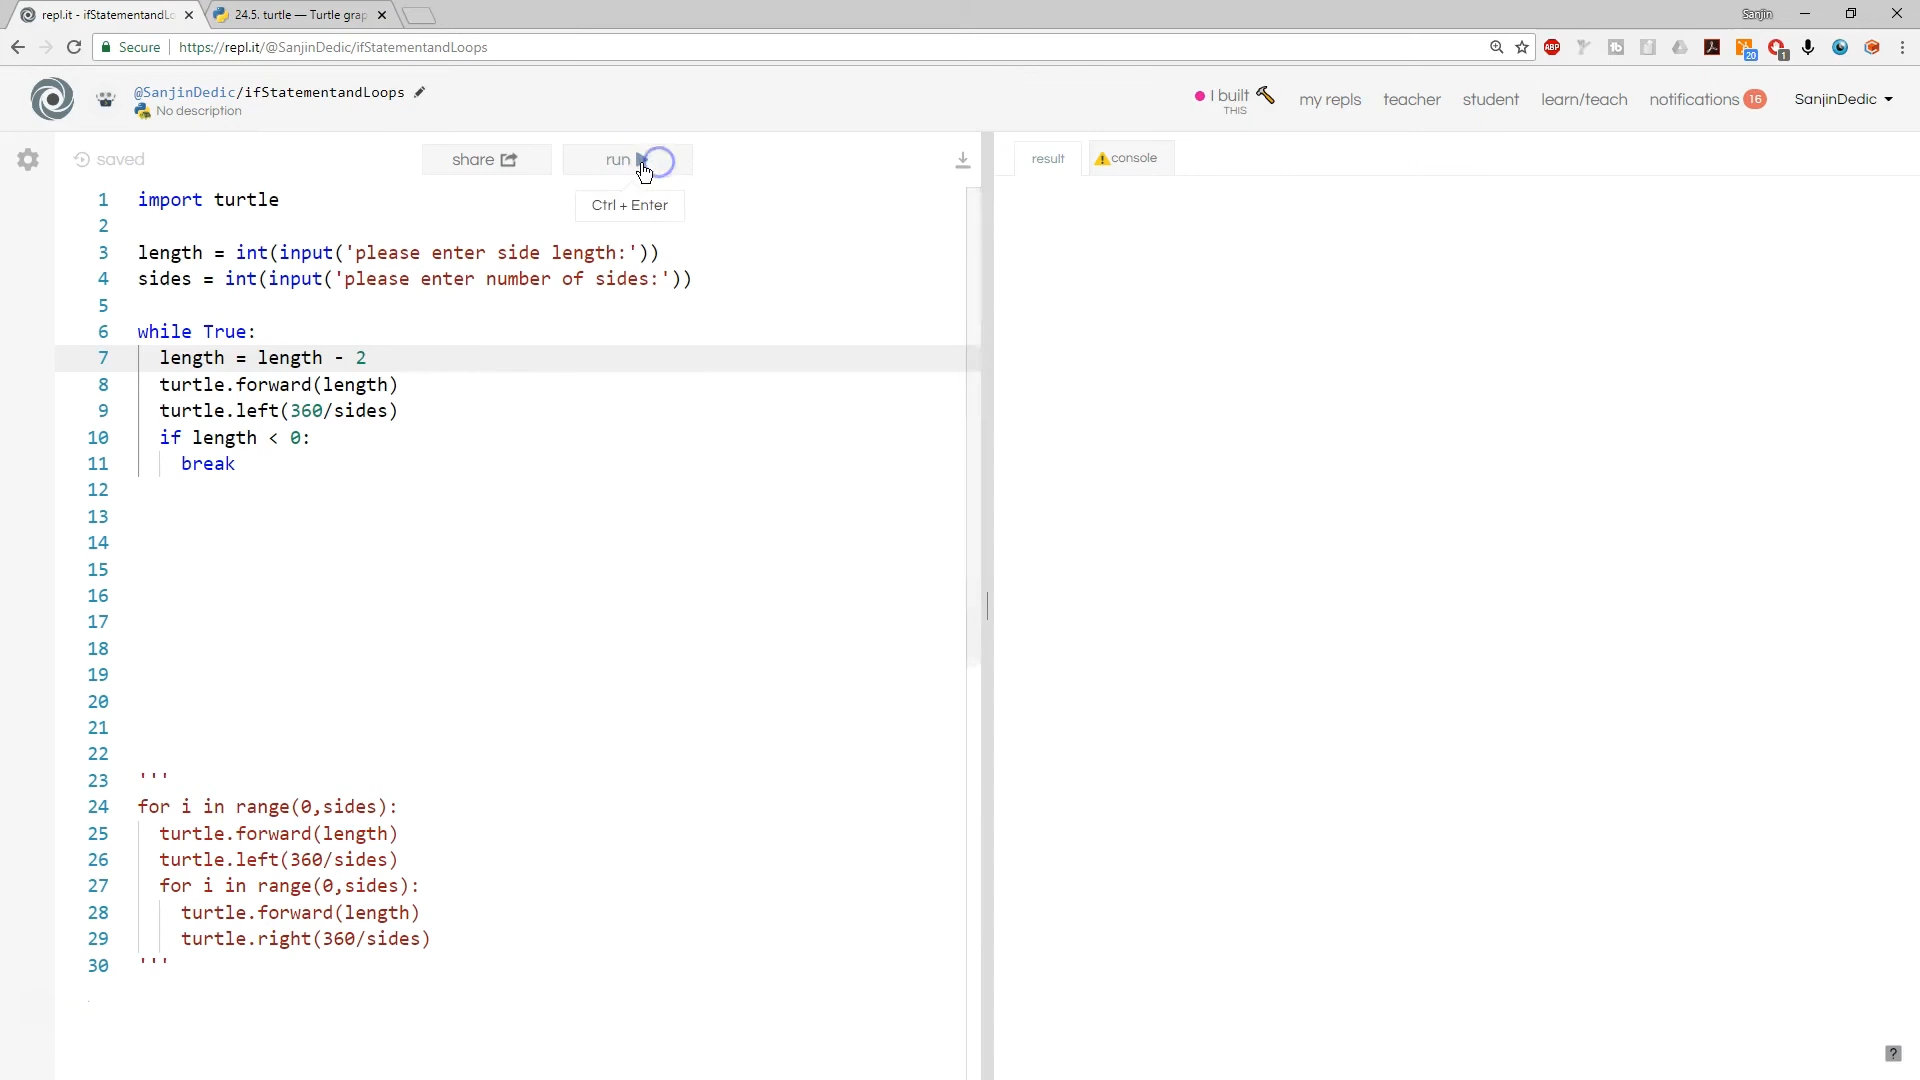 repl.it - ifStatementandLo
24.5. turtle — Turtle grap
Sanjin
Secure
https://repl.it/@SanjinDedic/ifStatementandLoops
ABP
20
1
@SanjinDedic/ifStatementandLoops
No description
I built
THIS
my repls
teacher
student
learn/teach
notifications 16
SanjinDedic
saved
share
run
Ctrl + Enter
result
console
1 import turtle
2
3 length = int(input('please enter side length:'))
4 sides = int(input('please enter number of sides:'))
5
6 while True:
7 length = length - 2
8 turtle.forward(length)
9 turtle.left(360/sides)
10 if length < 0:
11 break
12
13
14
15
16
17
18
19
20
21
22
23 '''
24 for i in range(0,sides):
25 turtle.forward(length)
26 turtle.left(360/sides)
27 for i in range(0,sides):
28 turtle.forward(length)
29 turtle.right(360/sides)
30 '''
?